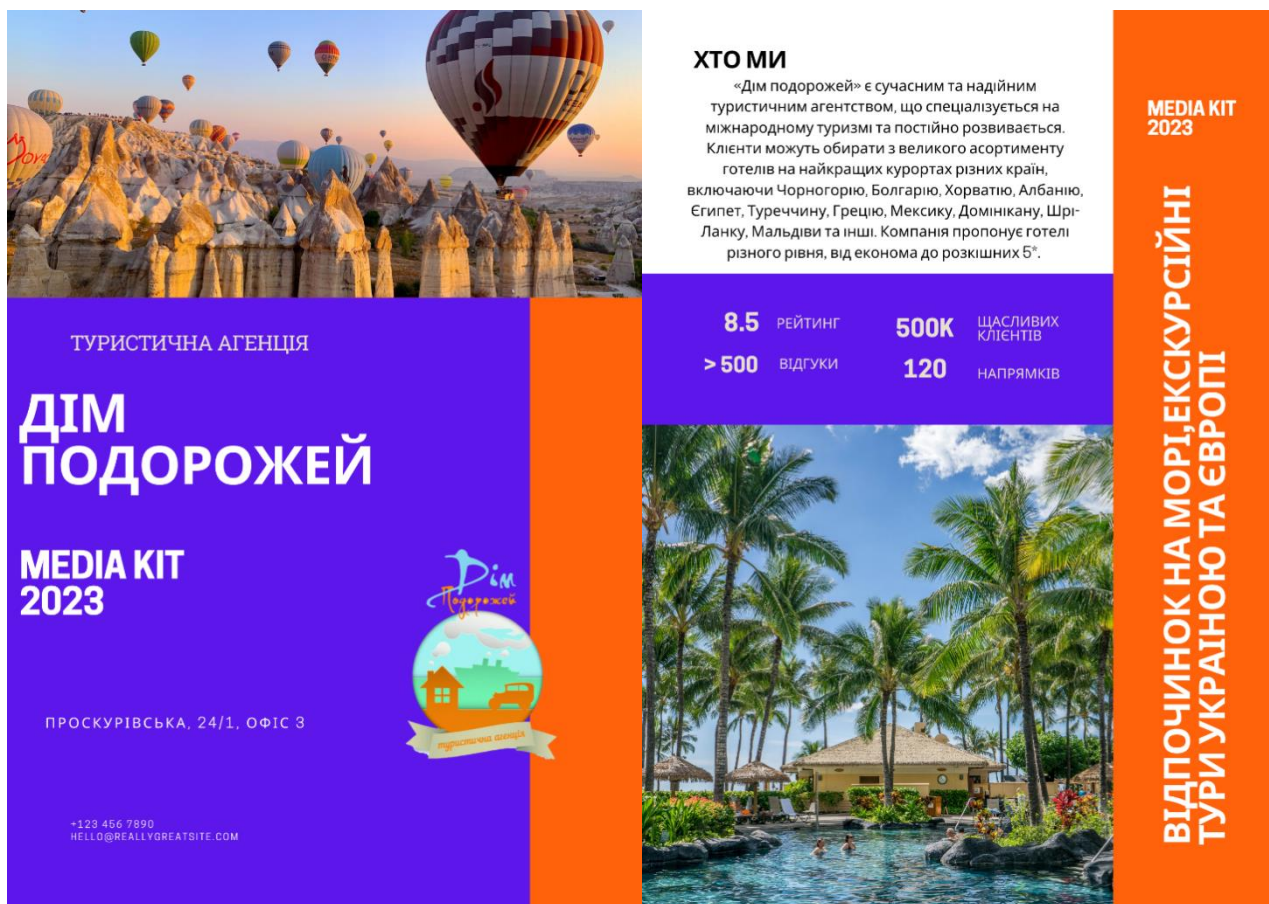 ТУРИСТИЧНА АГЕНЦІЯ
ДІМ
ПОДОРОЖЕЙ
MEDIA KIT
2023
Дім
Подорожей
туристична агенція
ПРОСКУРІВСЬКА, 24/1, ОФІС 3
+123 456 7890
HELLO@REALLYGREATSITE.COM
ХТО МИ
«Дім подорожей» є сучасним та надійним
туристичним агентством, що спеціалізується на
міжнародному туризмі та постійно розвивається.
Клієнти можуть обирати з великого асортименту
готелів на найкращих курортах різних країн,
включаючи Чорногорію, Болгарію, Хорватію, Албанію,
Єгипет, Туреччину, Грецію, Мексику, Домінікану, Шрі-
Ланку, Мальдіви та інші. Компанія пропонує готелі
різного рівня, від економа до розкішних 5*.
8.5 РЕЙТИНГ
> 500 ВІДГУКИ
500K ЩАСЛИВИХ
КЛІЄНТІВ
120 НАПРЯМКІВ
MEDIA KIT
2023
ВІДПОЧИНОК НА МОРІ,ЕКСКУРСІЙНІ
ТУРИ УКРАІНОЮ ТА ЄВРОПІ